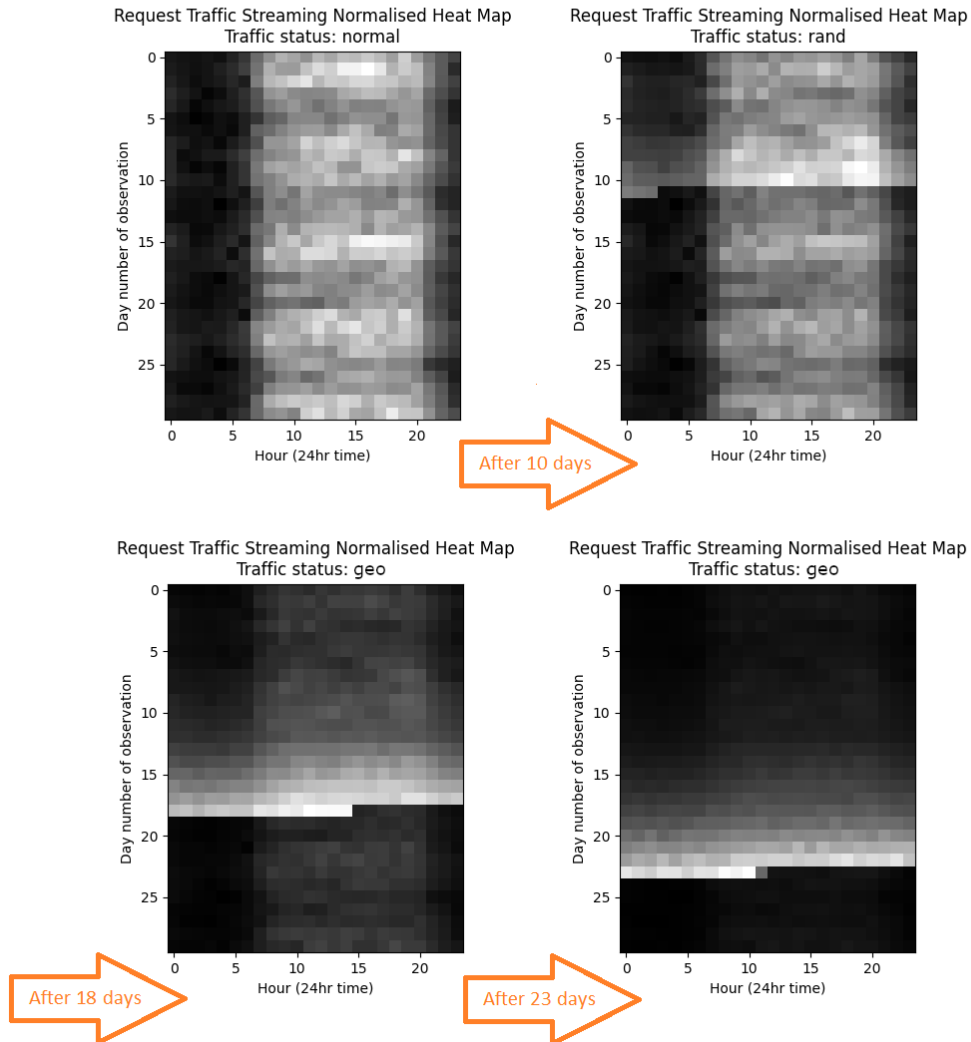 Request Traffic Streaming Normalised Heat Map
Traffic status: normal
0
5
10
15
20
25
Day number of observation
0 5 10 15 20
Hour (24hr time)
Request Traffic Streaming Normalised Heat Map
Traffic status: rand
0
5
10
15
20
25
Day number of observation
0 5 10 15 20
Hour (24hr time)
After 10 days
Request Traffic Streaming Normalised Heat Map
Traffic status: geo
0
5
10
15
20
25
Day number of observation
0 5 10 15 20
Hour (24hr time)
After 18 days
Request Traffic Streaming Normalised Heat Map
Traffic status: geo
0
5
10
15
20
25
Day number of observation
0 5 10 15 20
Hour (24hr time)
After 23 days